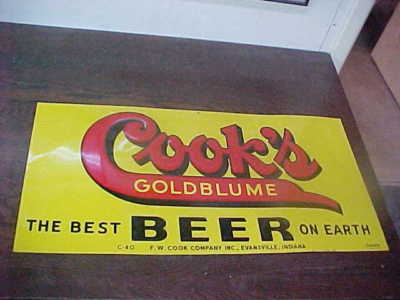 Cook's
GOLDBLUME
THE BEST BEER ON EARTH
C-40 F. W. COOK COMPANY INC., EVANSVILLE, INDIANA